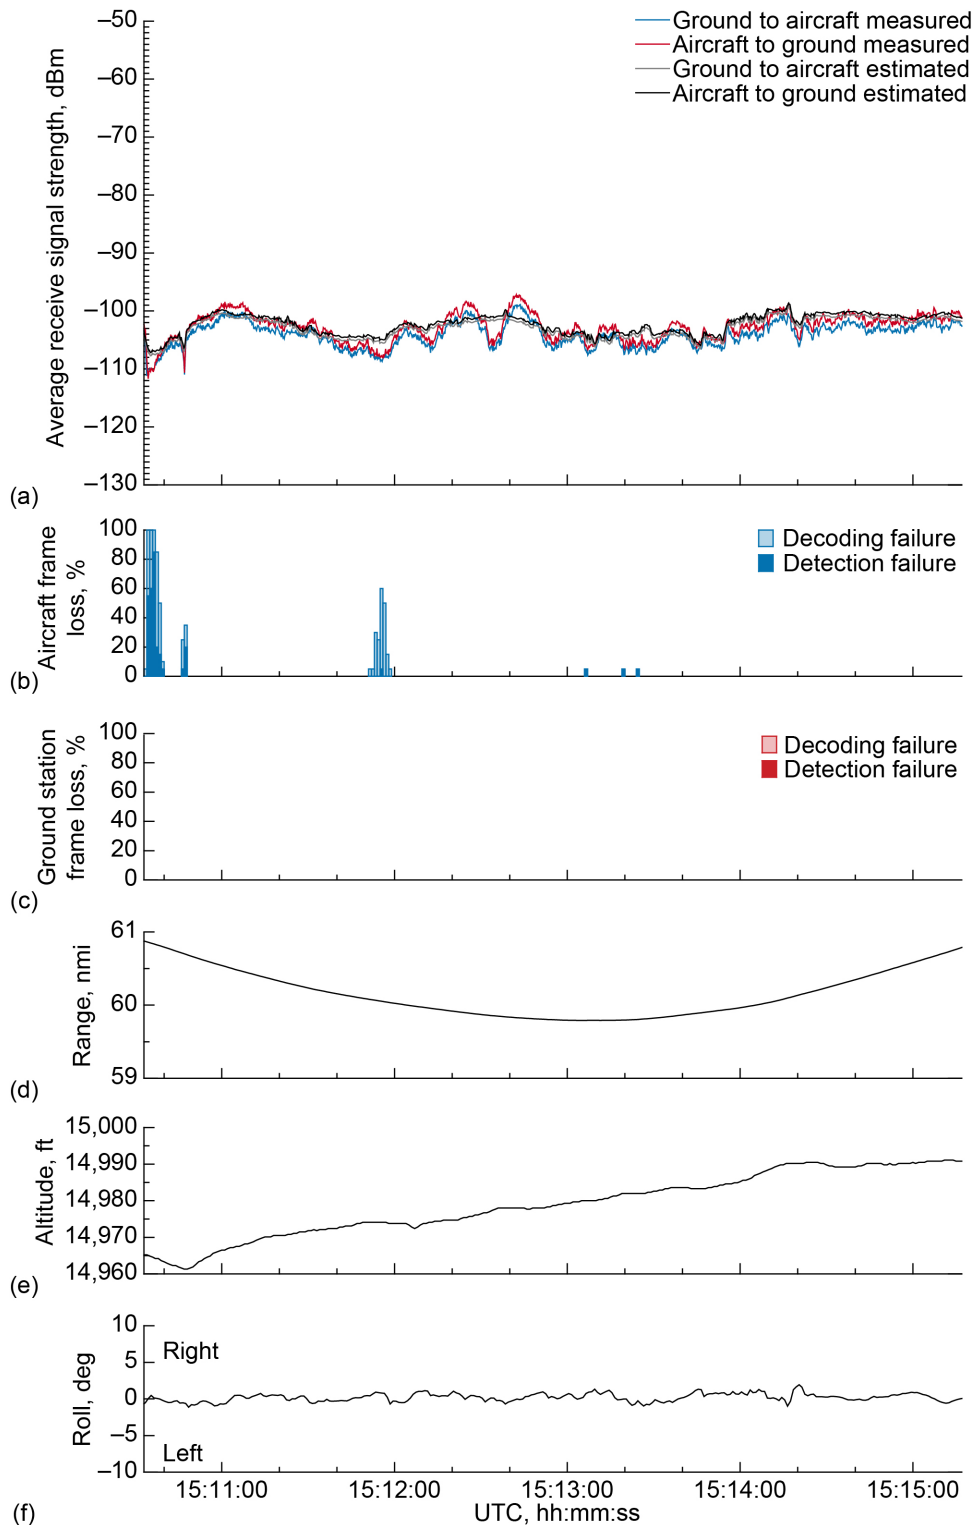 –50
–60
–70
–80
–90
–100
–110
–120
–130
Average receive signal strength, dBm
Ground to aircraft measured
Aircraft to ground measured
Ground to aircraft estimated
Aircraft to ground estimated
(a)
100
80
60
40
20
0
Aircraft frame
loss, %
Decoding failure
Detection failure
(b)
100
80
60
40
20
0
Ground station
frame loss, %
Decoding failure
Detection failure
(c)
61
60
59
Range, nmi
(d)
15,000
14,990
14,980
14,970
14,960
Altitude, ft
(e)
10
5
0
–5
–10
Roll, deg
Right
Left
15:11:00 15:12:00 15:13:00 15:14:00 15:15:00
UTC, hh:mm:ss
(f)